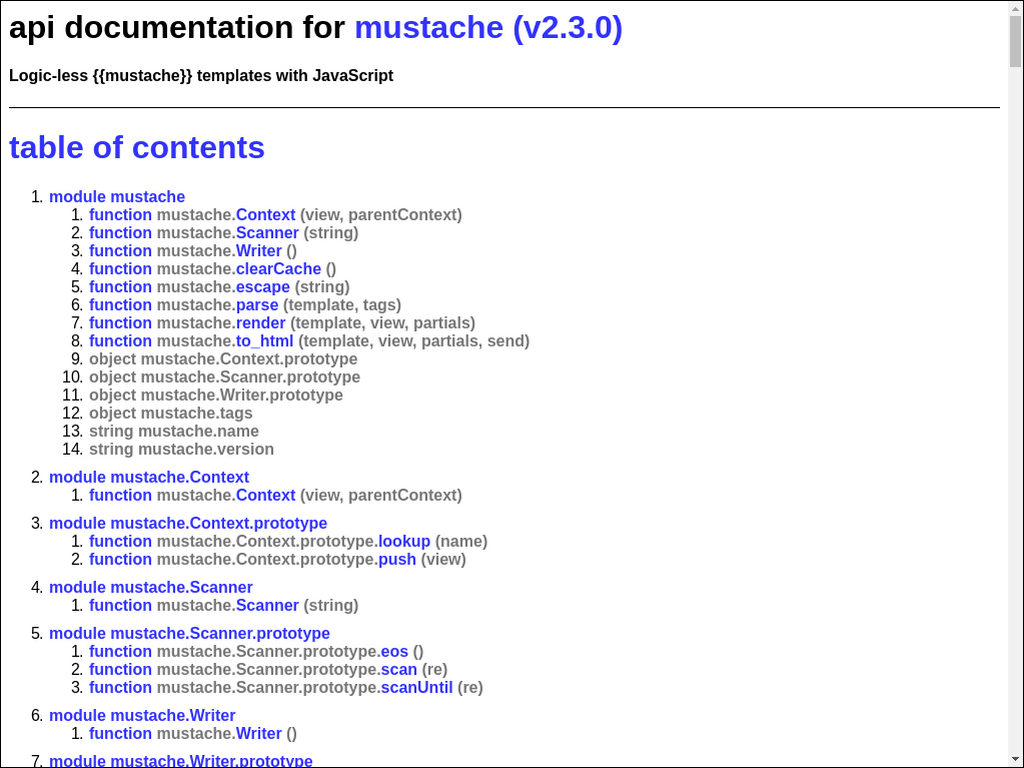 api documentation for mustache (v2.3.0)
Logic-less {{mustache}} templates with JavaScript
table of contents
1. module mustache
1. function mustache.Context (view, parentContext)
2. function mustache.Scanner (string)
3. function mustache.Writer ()
4. function mustache.clearCache ()
5. function mustache.escape (string)
6. function mustache.parse (template, tags)
7. function mustache.render (template, view, partials)
8. function mustache.to_html (template, view, partials, send)
9. object mustache.Context.prototype
10. object mustache.Scanner.prototype
11. object mustache.Writer.prototype
12. object mustache.tags
13. string mustache.name
14. string mustache.version
2. module mustache.Context
1. function mustache.Context (view, parentContext)
3. module mustache.Context.prototype
1. function mustache.Context.prototype.lookup (name)
2. function mustache.Context.prototype.push (view)
4. module mustache.Scanner
1. function mustache.Scanner (string)
5. module mustache.Scanner.prototype
1. function mustache.Scanner.prototype.eos ()
2. function mustache.Scanner.prototype.scan (re)
3. function mustache.Scanner.prototype.scanUntil (re)
6. module mustache.Writer
1. function mustache.Writer ()
7. module mustache.Writer.prototype